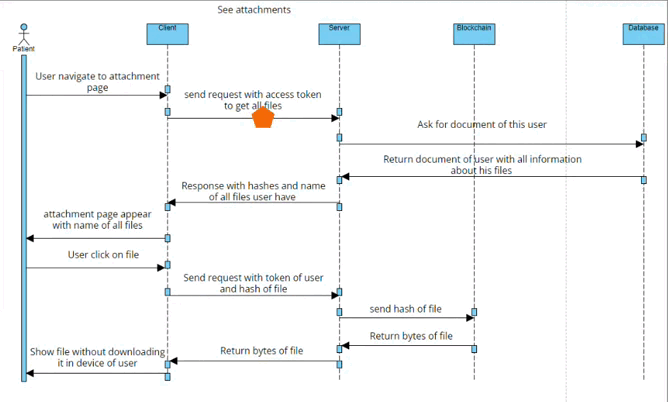 See attachments
Client
Server
Blockchain
Database
Patient
User navigate to attachment
page
send request with access token
to get all files
Ask for document of this user
Return document of user with all information
about his files
Response with hashes and name
of all files user have
attachment page appear
with name of all files
User click on file
Send request with token of user
and hash of file
send hash of file
Return bytes of file
Return bytes of file
Show file without downloading
it in device of user